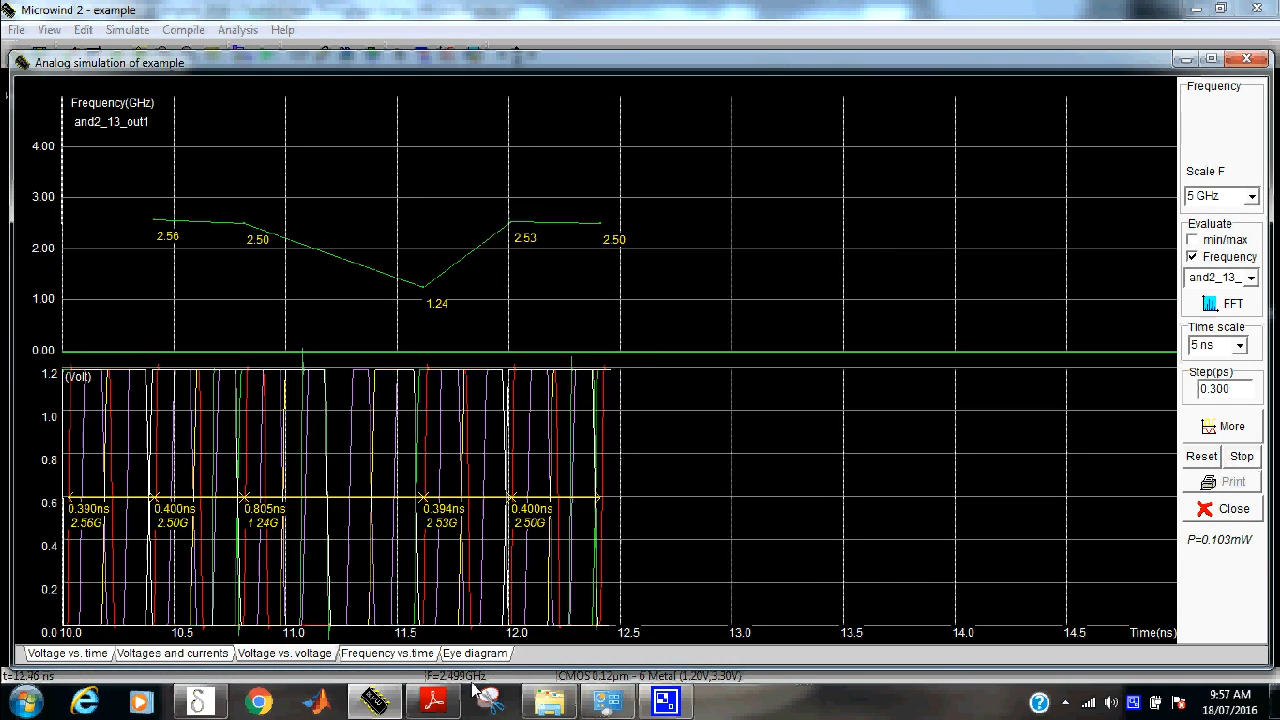 Microwind 2 - example
File View Edit Simulate Compile Analysis Help
Analog simulation of example
Frequency(GHz)
and2_13_out1
4.00
3.00
2.00
1.00
0.00
2.56
2.50
1.24
2.53
2.50
1.2
(Volt)
1.0
0.8
0.6
0.4
0.2
0.0
0.390ns 0.400ns 0.805ns 0.394ns 0.400ns
2.56G 2.50G 1.24G 2.53G 2.50G
10.0 10.5 11.0 11.5 12.0 12.5 13.0 13.5 14.0 14.5 Time(ns)
Voltage vs. time Voltages and currents Voltage vs. voltage Frequency vs.time Eye diagram
Frequency
Scale F
5 GHz
Evaluate
min/max
Frequency
and2_13_
FFT
Time scale
5 ns
Step(ps)
0.300
More
Reset Stop
Print
Close
P=0.103mW
t=12.46 ns F=2.499GHz CMOS 0.12µm - 6 Metal (1.20V,3.30V)
9:57 AM
18/07/2016